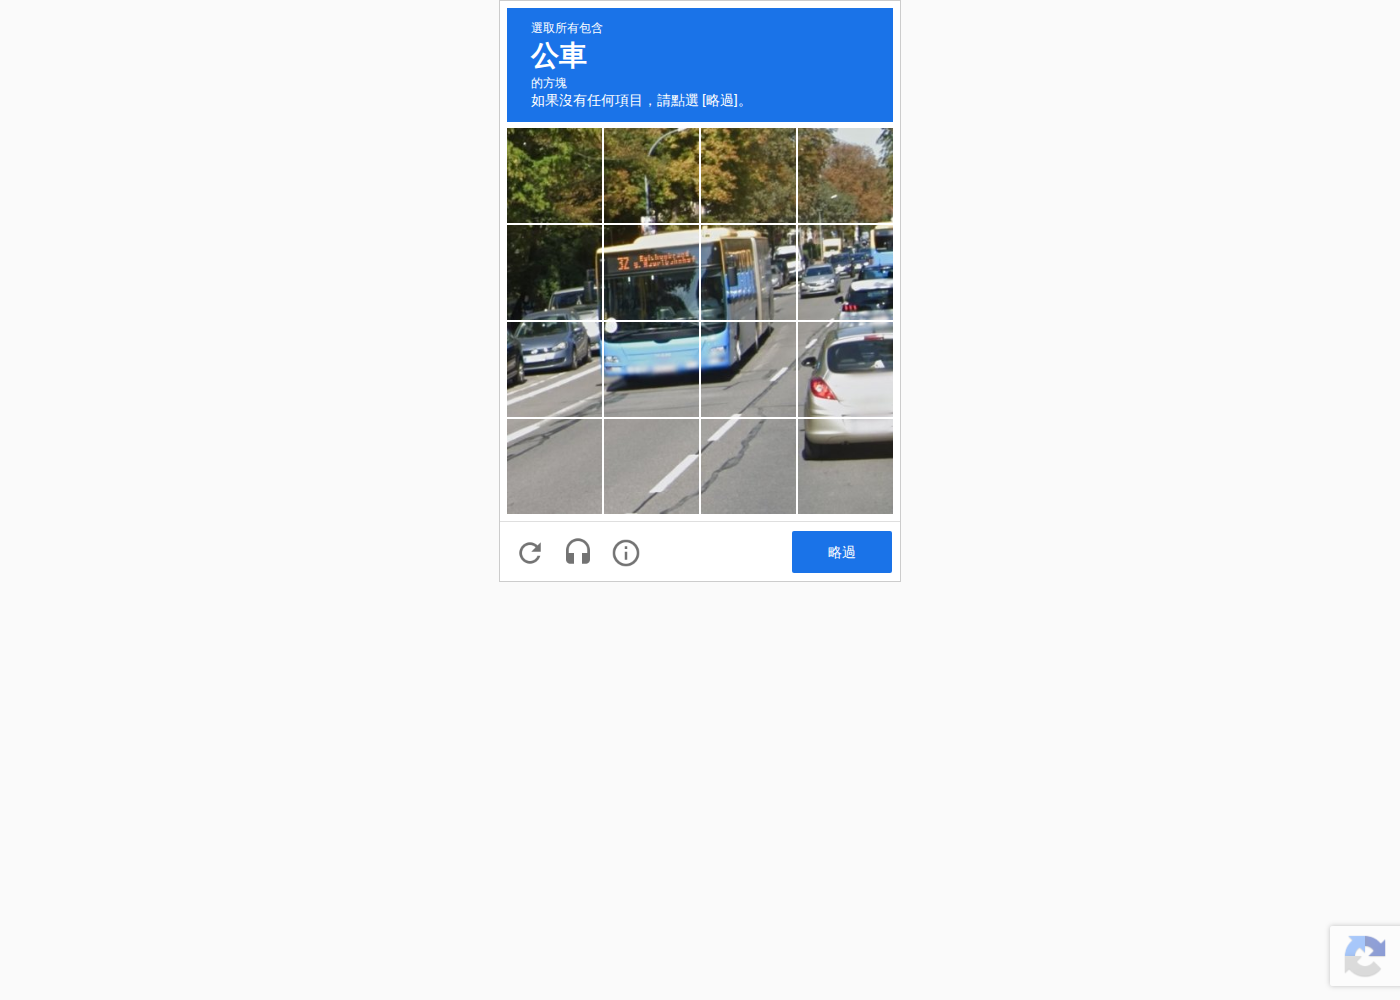 選取所有包含
公車
的方塊
如果沒有任何項目，請點選 [略過]。
32
略過